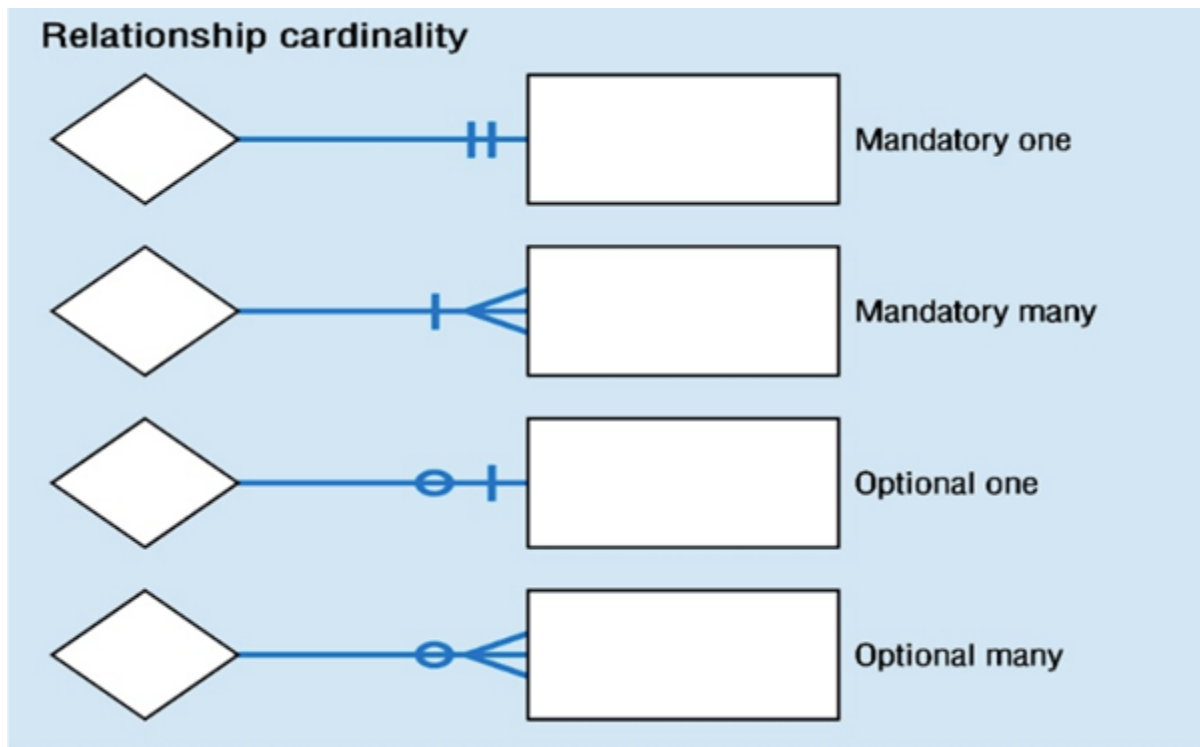 Relationship cardinality
Mandatory one
Mandatory many
Optional one
Optional many